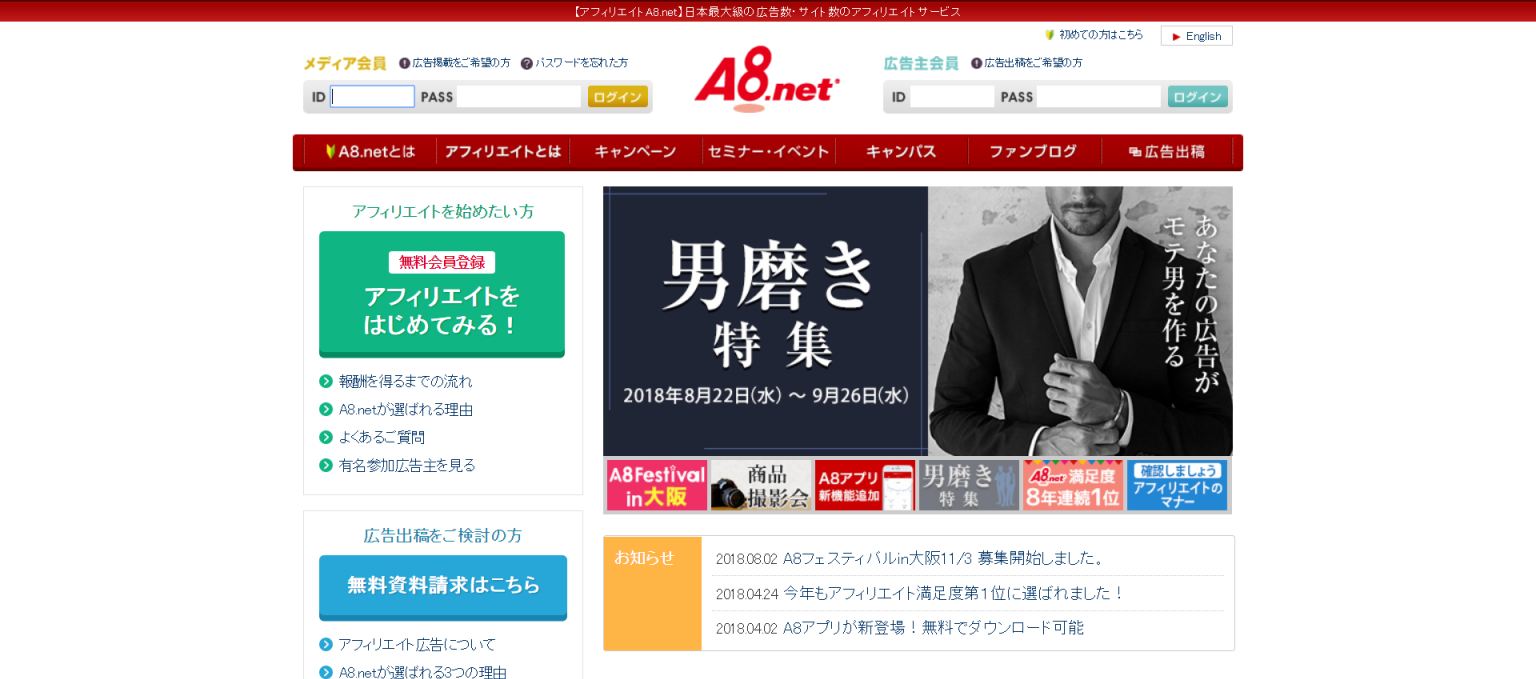 【アフィリエイトA8.net】日本最大級の広告数・サイト数のアフィリエイトサービス
初めての方はこちら
English
メディア会員
広告掲載をご希望の方
パスワードを忘れた方
ID
PASS
ログイン
A8.net
広告主会員
広告出稿をご希望の方
ID
PASS
ログイン
A8.netとは
アフィリエイトとは
キャンペーン
セミナー・イベント
キャンパス
ファンブログ
広告出稿
アフィリエイトを始めたい方
無料会員登録
アフィリエイトを
はじめてみる！
報酬を得るまでの流れ
A8.netが選ばれる理由
よくあるご質問
有名参加広告主を見る
広告出稿をご検討の方
無料資料請求はこちら
アフィリエイト広告について
A8.netが選ばれる3つの理由
男磨き
特集
2018年8月22日(水) ～ 9月26日(水)
あなたの広告が
モテ男を作る
A8Festival
in大阪
商品
撮影会
A8アプリ
新機能追加
男磨き
特集
A8.net 満足度
8年連続1位
確認しましょう
アフィリエイトの
マナー
お知らせ
2018.08.02 A8フェスティバルin大阪11/3 募集開始しました。
2018.04.24 今年もアフィリエイト満足度第１位に選ばれました！
2018.04.02 A8アプリが新登場！無料でダウンロード可能